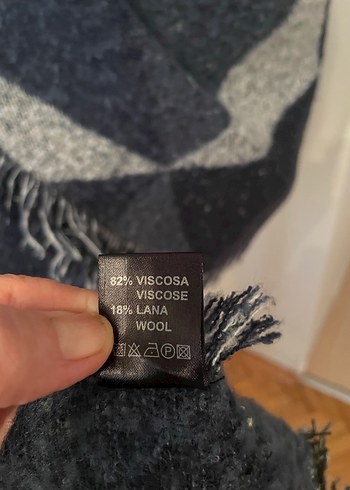 82% VISCOSA
VISCOSE
18% LANA
WOOL
P